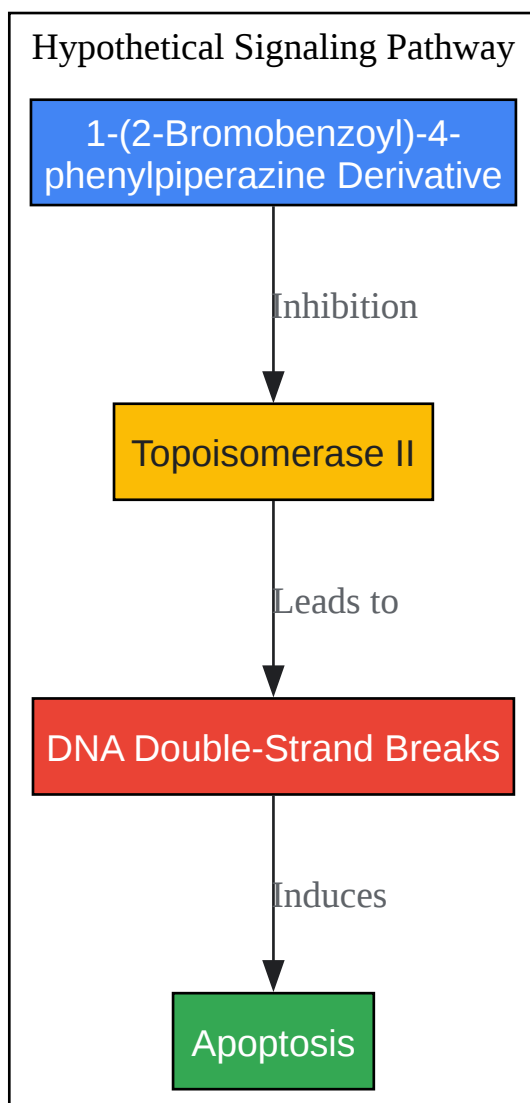 Hypothetical Signaling Pathway
1-(2-Bromobenzoyl)-4-
phenylpiperazine Derivative
Inhibition
Topoisomerase II
Leads to
DNA Double-Strand Breaks
Induces
Apoptosis